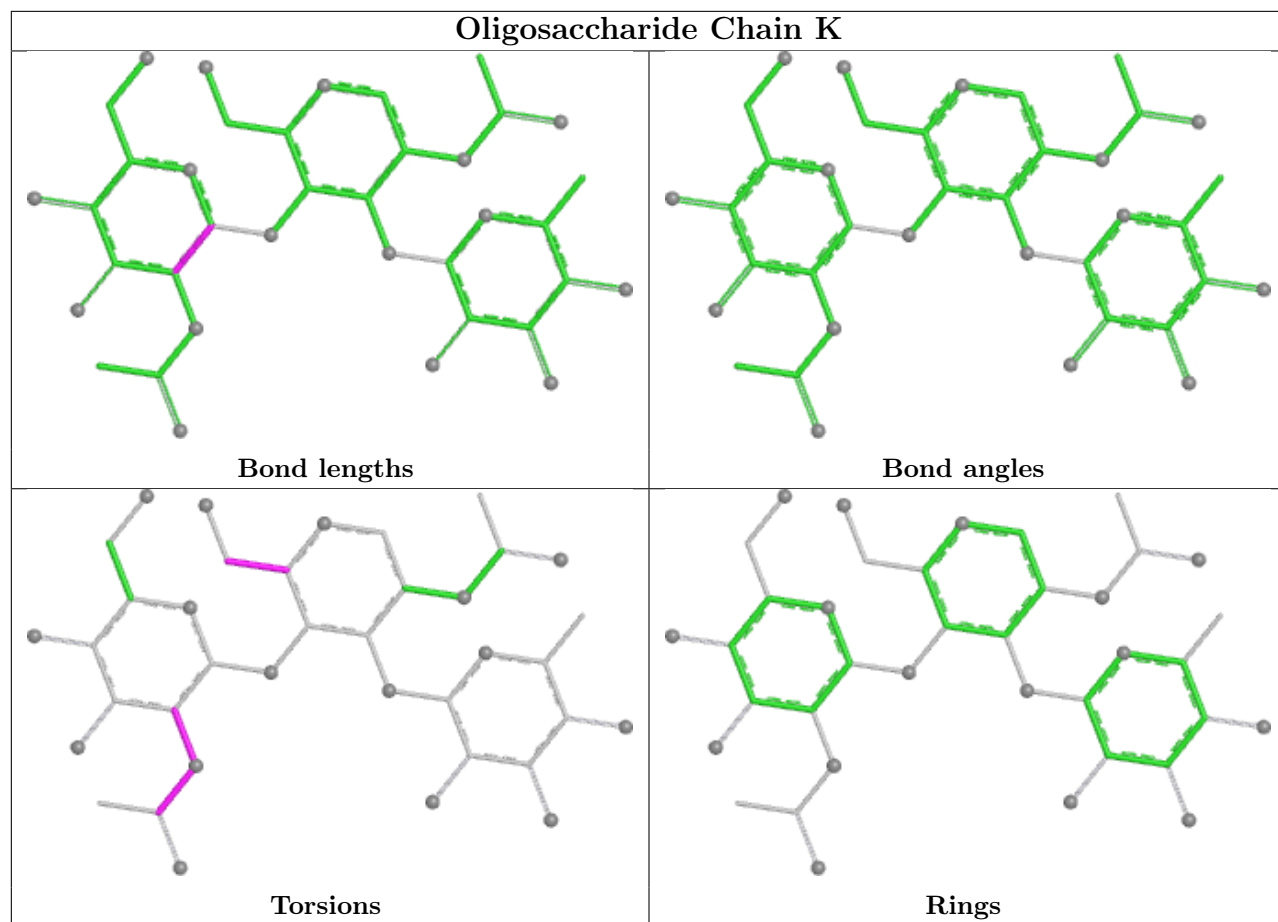 Oligosaccharide Chain K
Bond lengths
Bond angles
Torsions
Rings